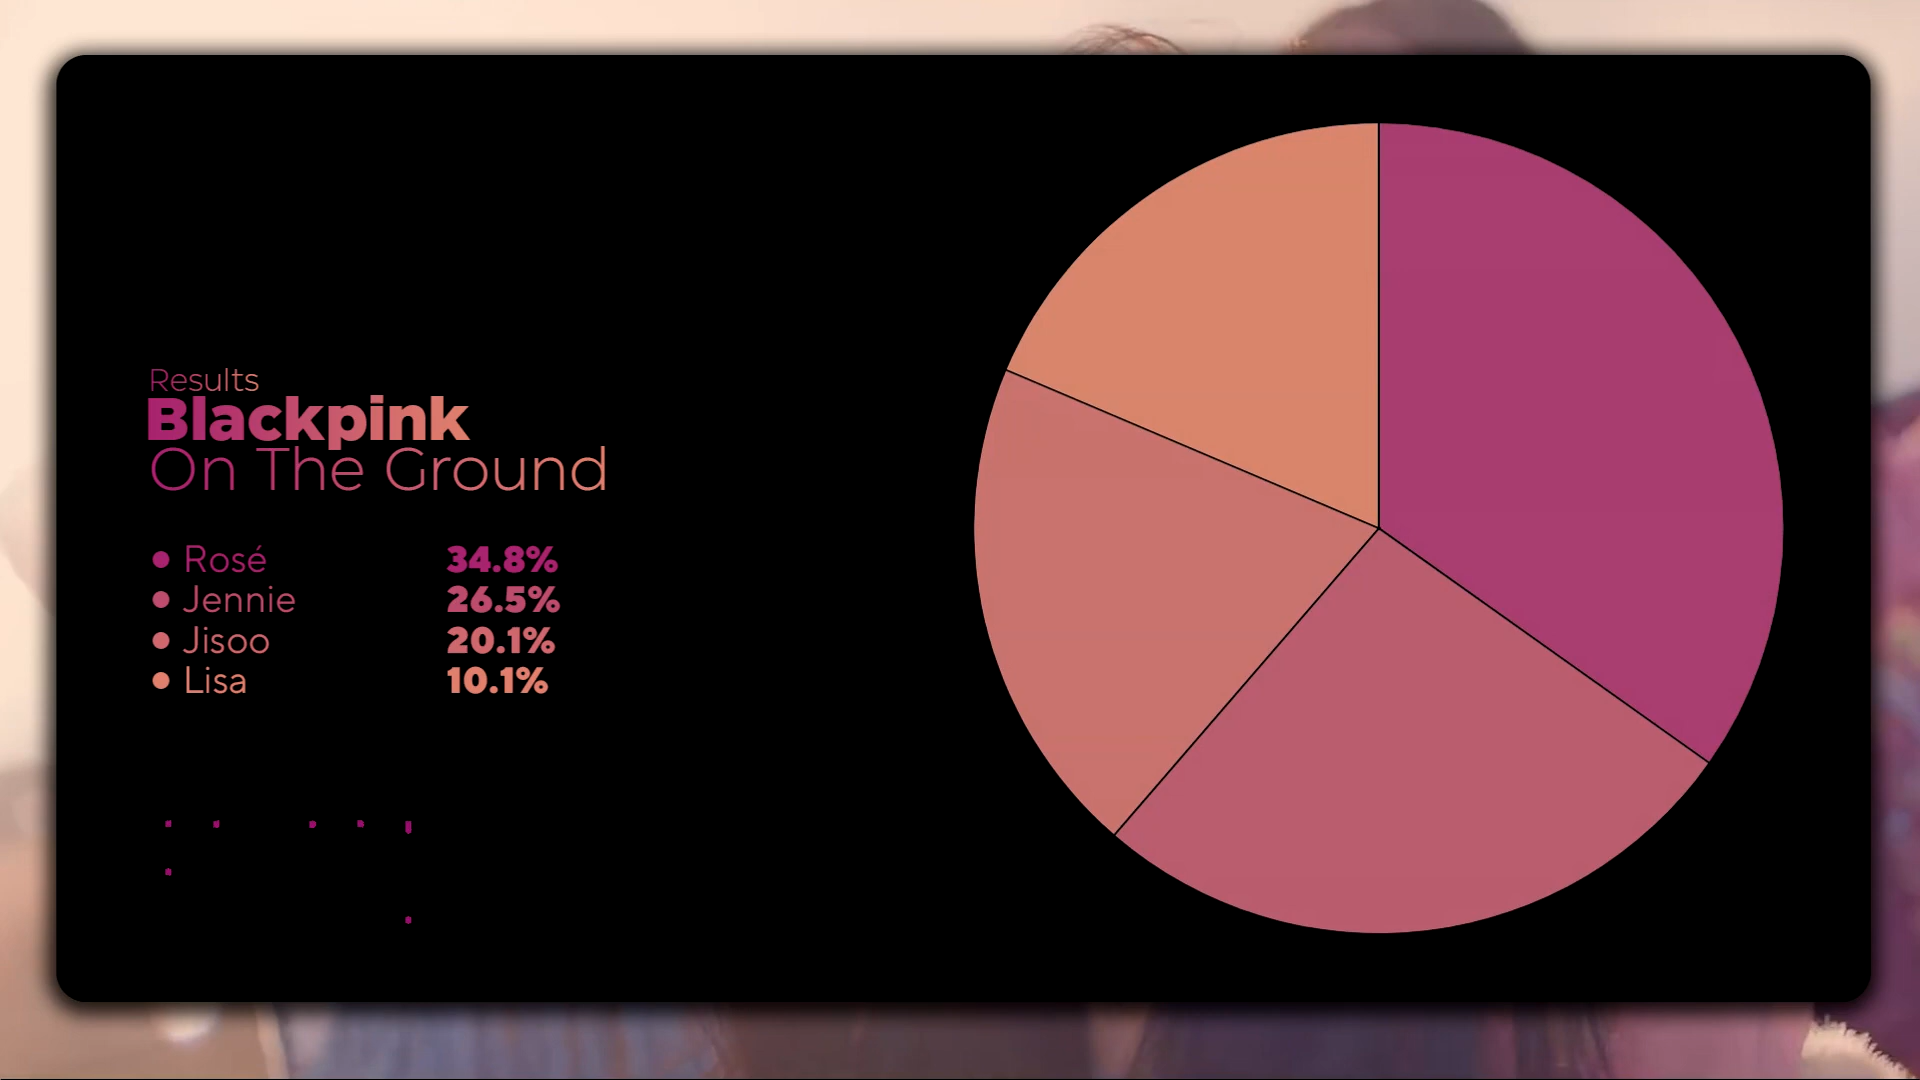 Results
Blackpink
On The Ground
Rosé 34.8%
Jennie 26.5%
Jisoo 20.1%
Lisa 10.1%